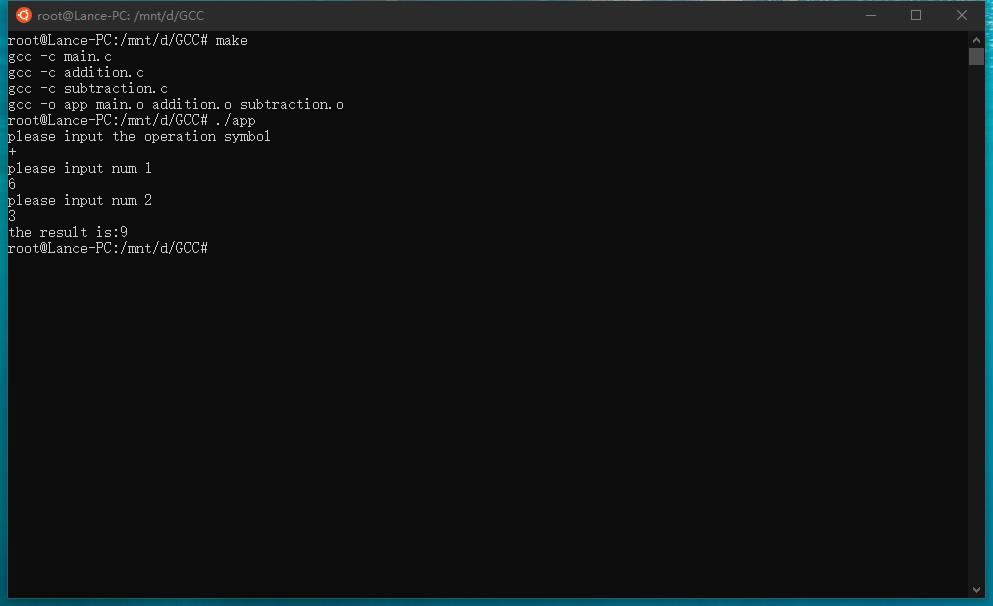 root@Lance-PC: /mnt/d/GCC
root@Lance-PC:/mnt/d/GCC# make
gcc -c main.c
gcc -c addition.c
gcc -c subtraction.c
gcc -o app main.o addition.o subtraction.o
root@Lance-PC:/mnt/d/GCC# ./app
please input the operation symbol
+
please input num 1
6
please input num 2
3
the result is:9
root@Lance-PC:/mnt/d/GCC#